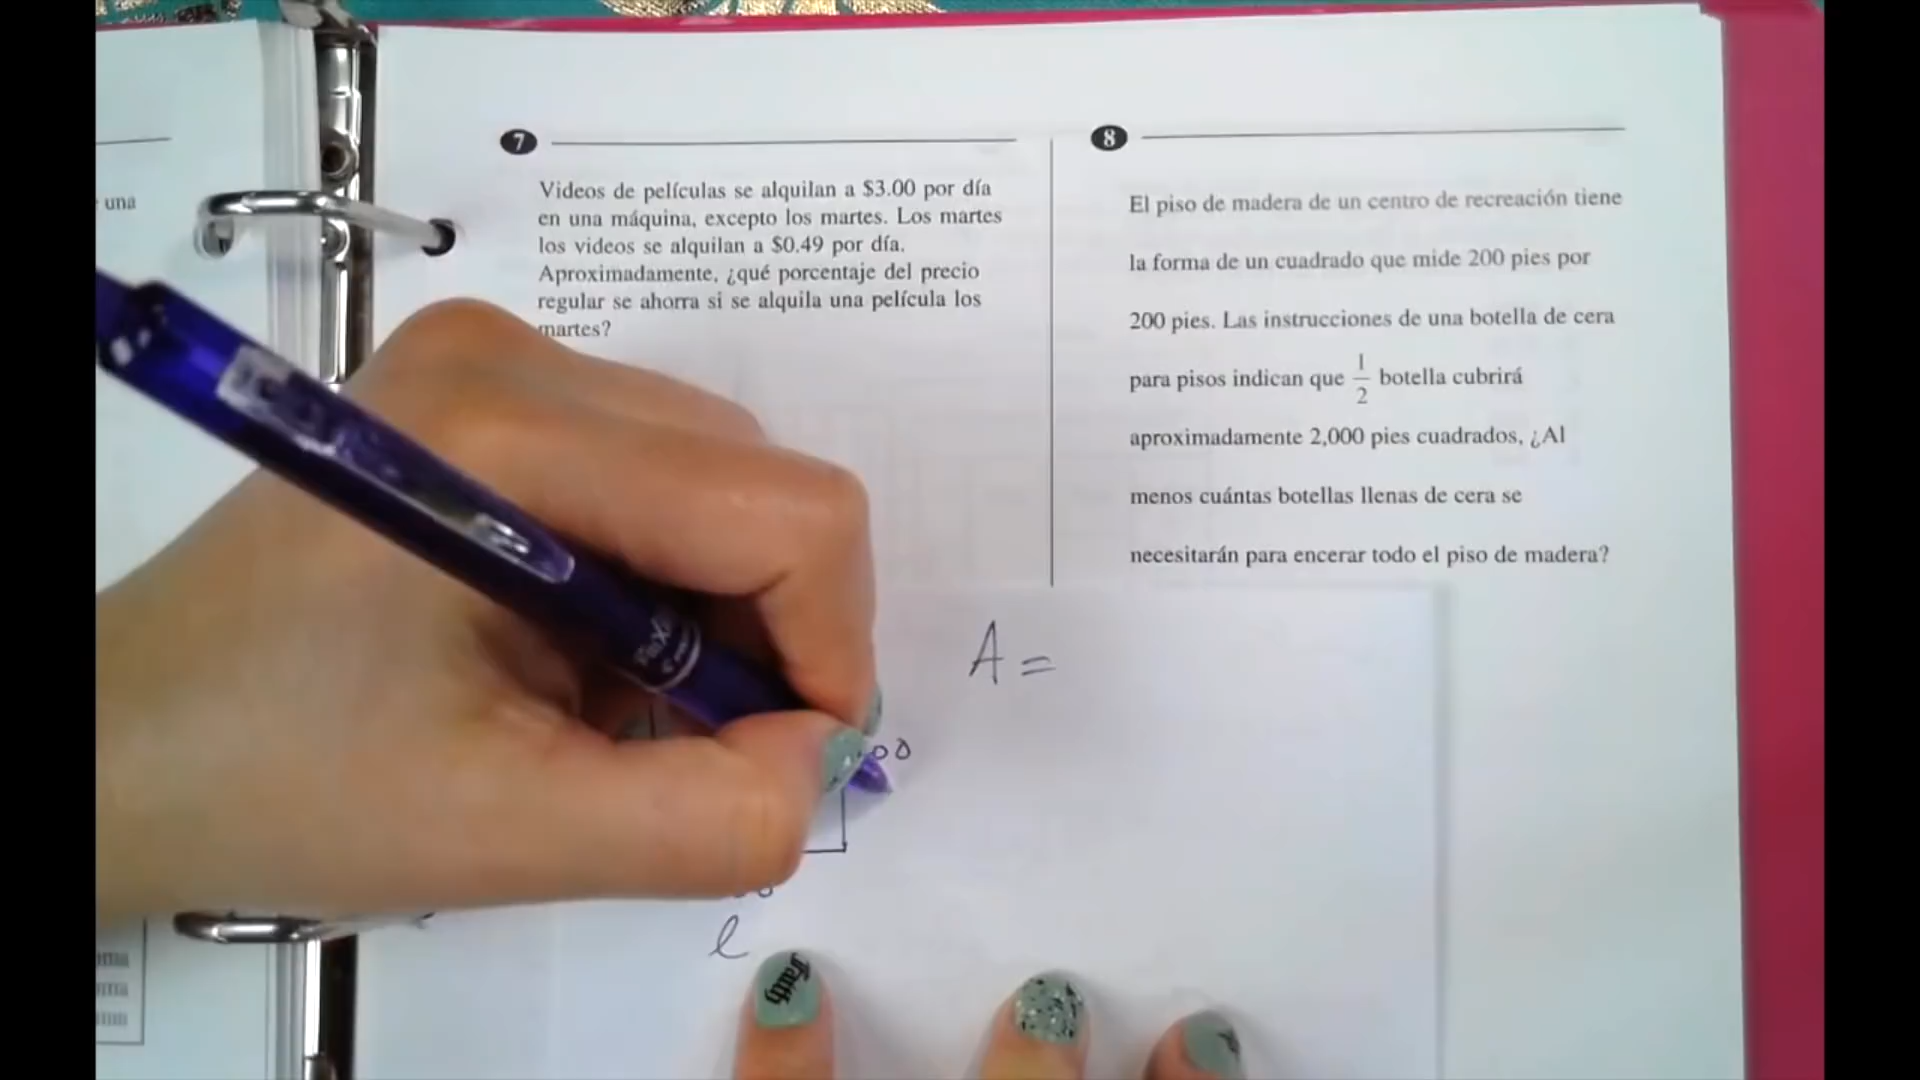 una
7
Videos de películas se alquilan a $3.00 por día
en una máquina, excepto los martes. Los martes
los videos se alquilan a $0.49 por día.
Aproximadamente, ¿qué porcentaje del precio
regular se ahorra si se alquila una película los
martes?
8
El piso de madera de un centro de recreación tiene
la forma de un cuadrado que mide 200 pies por
200 pies. Las instrucciones de una botella de cera
para pisos indican que 1/2 botella cubrirá
aproximadamente 2,000 pies cuadrados, ¿Al
menos cuántas botellas llenas de cera se
necesitarán para encerar todo el piso de madera?
A =
00
l
Faith